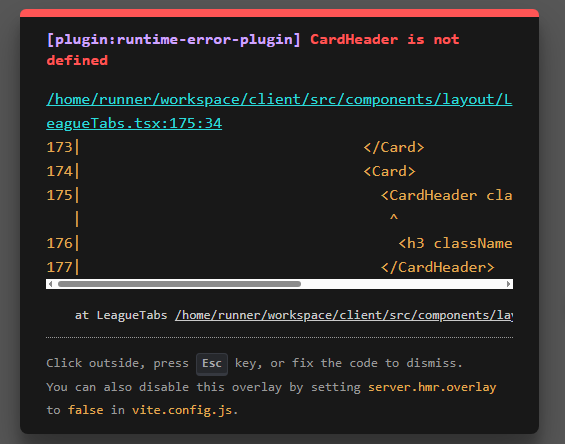 [plugin:runtime-error-plugin] CardHeader is not
defined
/home/runner/workspace/client/src/components/layout/L
eagueTabs.tsx:175:34
173|                                </Card>
174|                                <Card>
175|                                  <CardHeader cla
   |                                   ^
176|                                    <h3 className
177|                                  </CardHeader>
at LeagueTabs /home/runner/workspace/client/src/components/lay
Click outside, press Esc key, or fix the code to dismiss.
You can also disable this overlay by setting server.hmr.overlay
to false in vite.config.js.